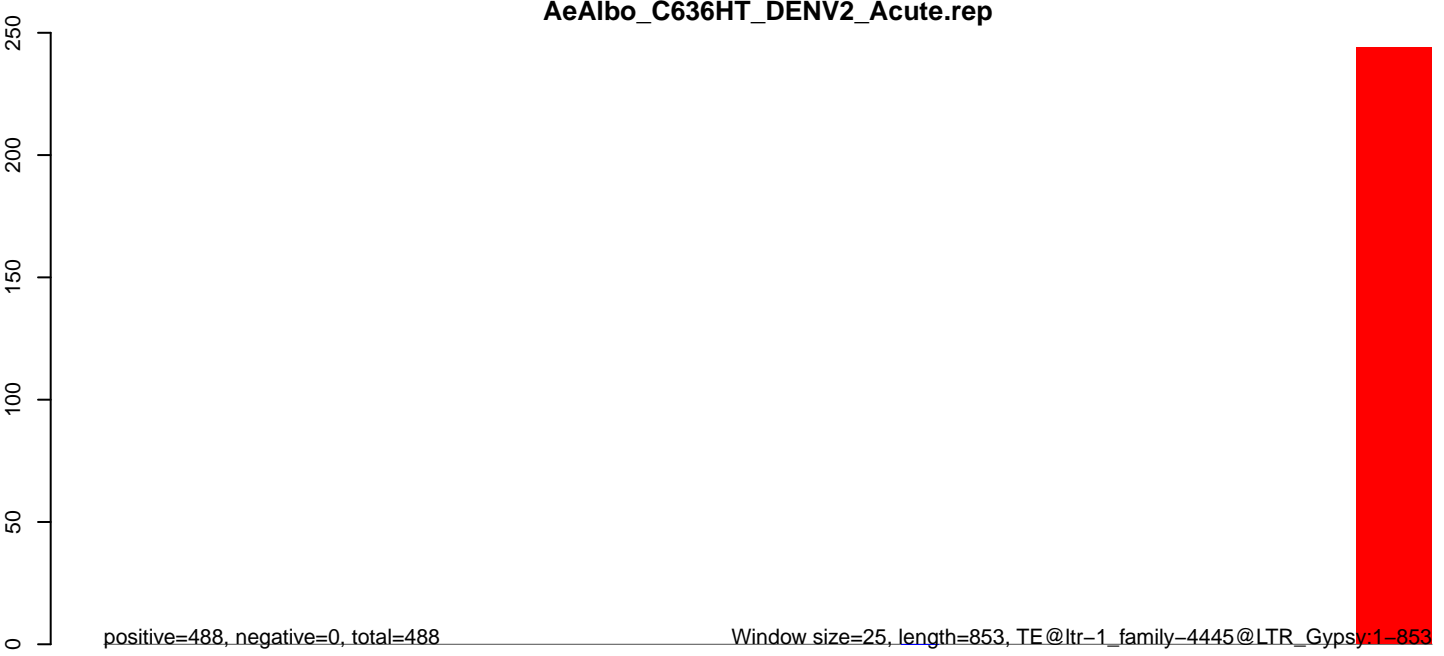 AeAlbo_C636HT_DENV2_Acute.rep
250
200
150
100
50
0
positive=488, negative=0, total=488
Window size=25, length=853, TE@ltr−1_family−4445@LTR_Gypsy:1−853